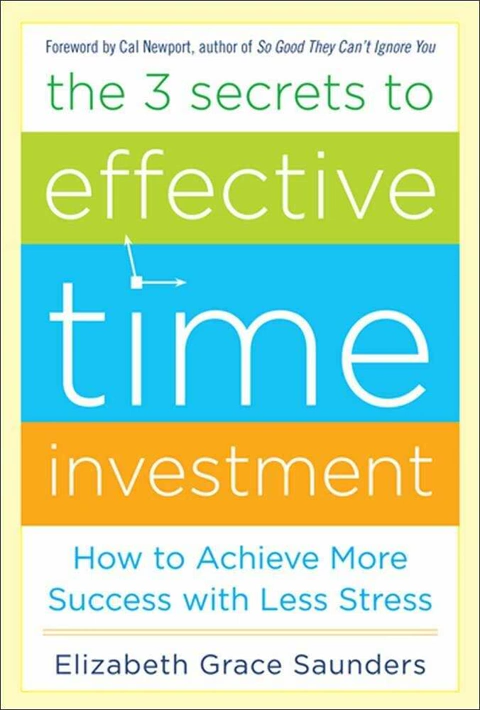 Foreword by Cal Newport, author of So Good They Can't Ignore You
the 3 secrets to
effective
time
investment
How to Achieve More
Success with Less Stress
Elizabeth Grace Saunders